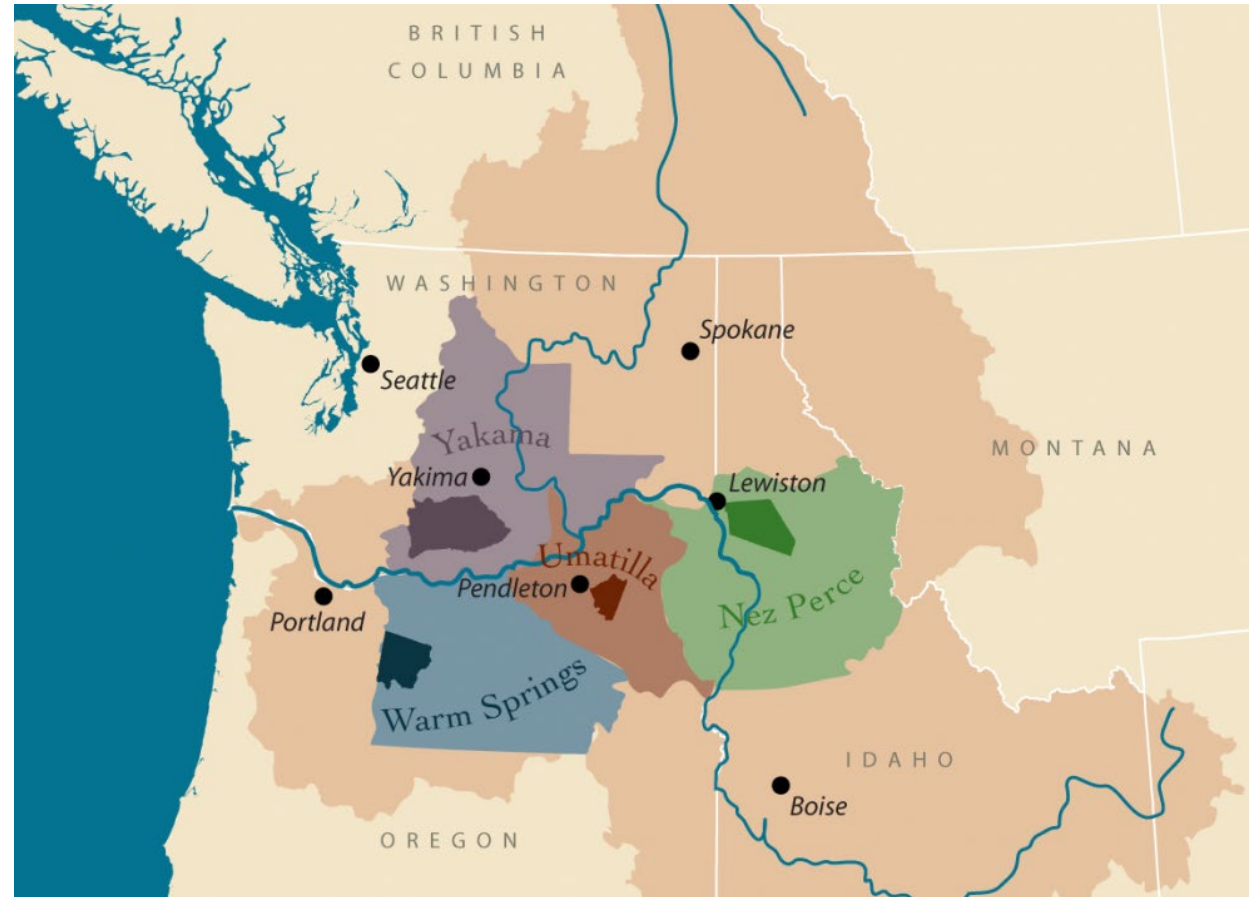 BRITISH
COLUMBIA
WASHINGTON
Spokane
Seattle
Yakama
MONTANA
Yakima
Lewiston
Umatilla
Pendleton
Nez Perce
Portland
Warm Springs
IDAHO
Boise
OREGON